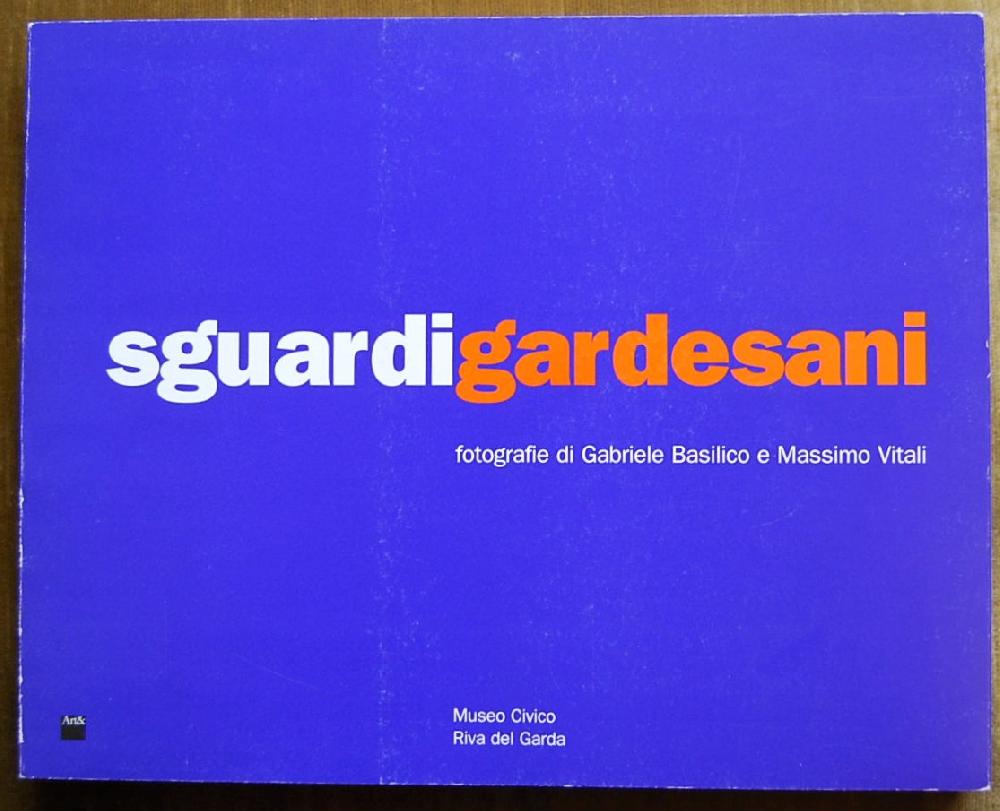 sguardigardesani
fotografie di Gabriele Basilico e Massimo Vitali
Art&
Museo Civico
Riva del Garda